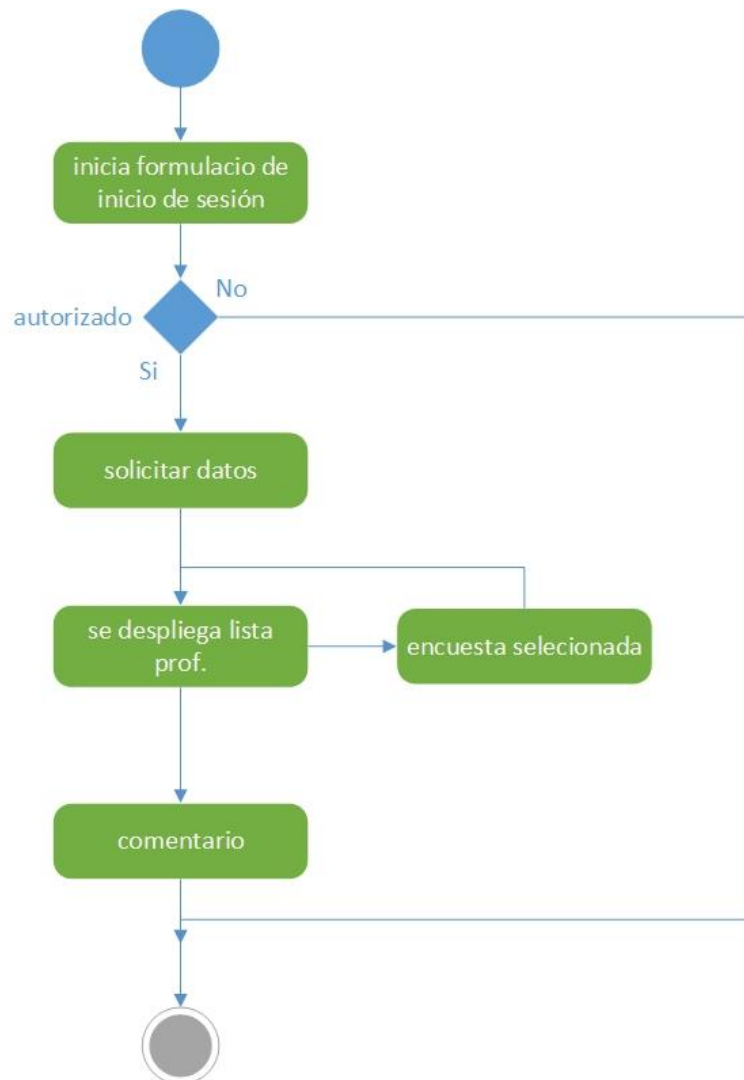 inicia formulacio de
inicio de sesión
No
autorizado
Si
solicitar datos
se despliega lista
prof.
encuesta selecionada
comentario